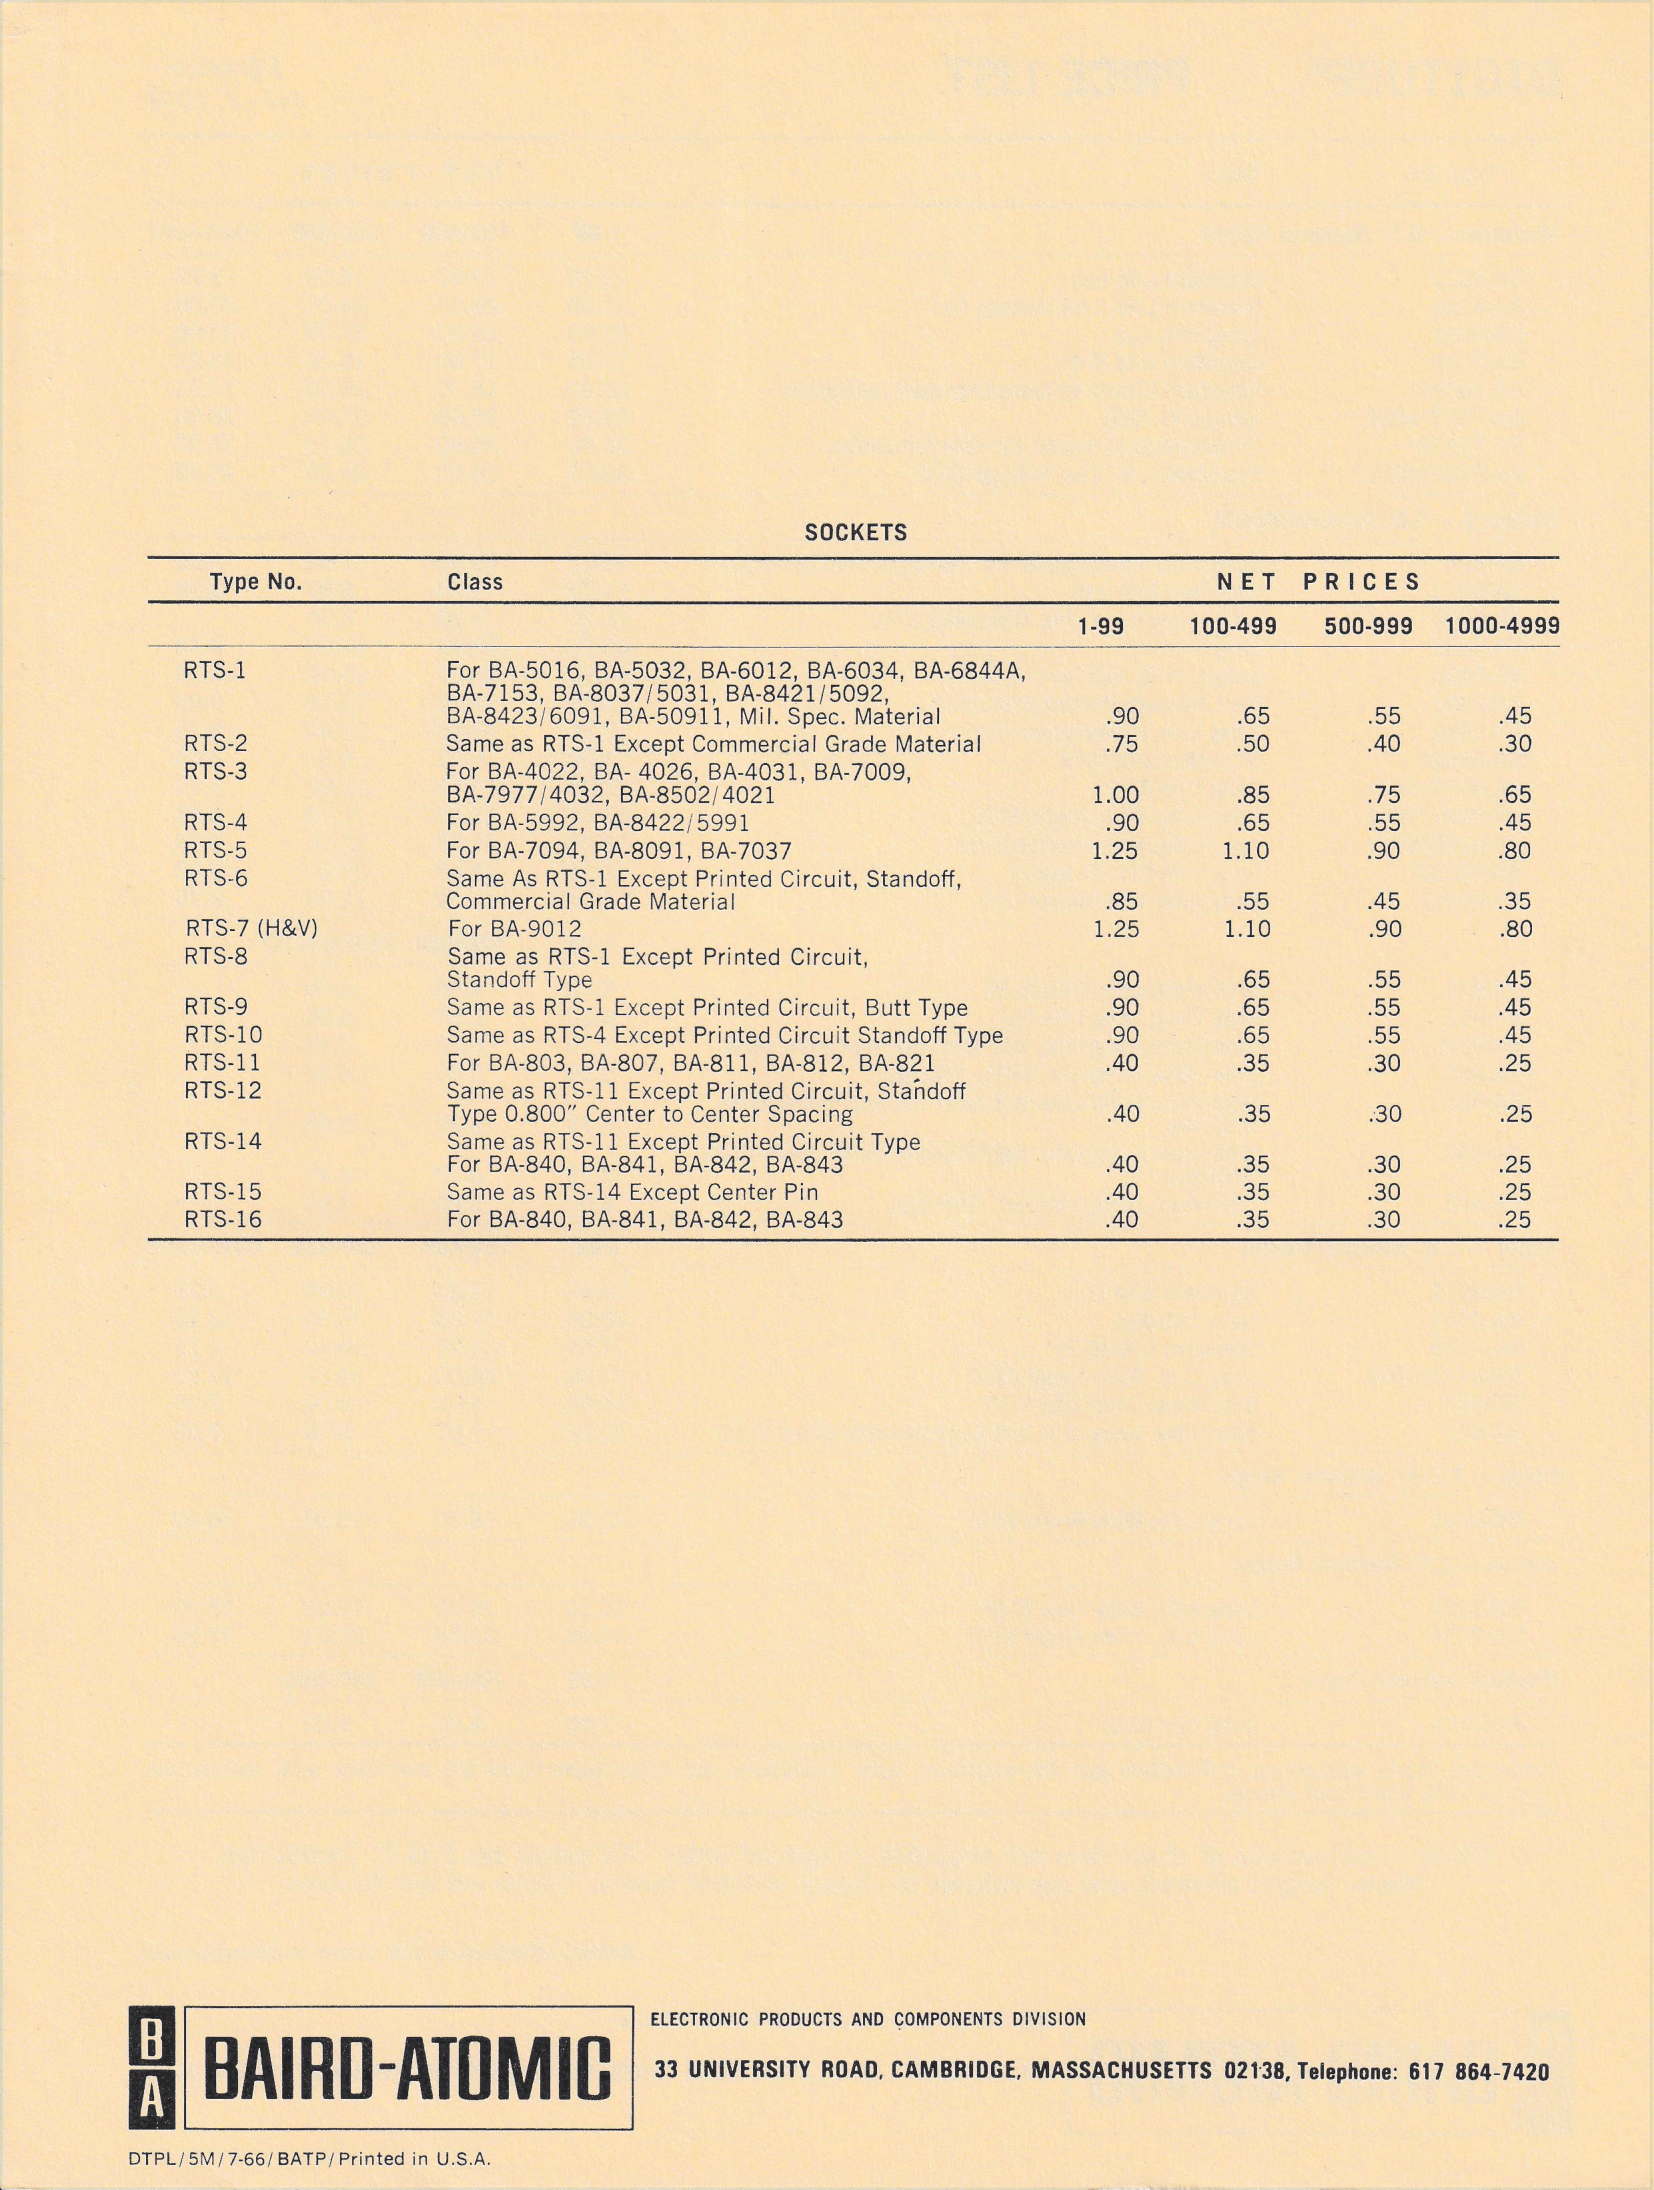 SOCKETS
Type No. Class NET PRICES
1-99 100-499 500-999 1000-4999
RTS-1 For BA-5016, BA-5032, BA-6012, BA-6034, BA-6844A,
BA-7153, BA-8037/5031, BA-8421/5092,
BA-8423/6091, BA-50911, Mil. Spec. Material .90 .65 .55 .45
RTS-2 Same as RTS-1 Except Commercial Grade Material .75 .50 .40 .30
RTS-3 For BA-4022, BA- 4026, BA-4031, BA-7009,
BA-7977/4032, BA-8502/4021 1.00 .85 .75 .65
RTS-4 For BA-5992, BA-8422/5991 .90 .65 .55 .45
RTS-5 For BA-7094, BA-8091, BA-7037 1.25 1.10 .90 .80
RTS-6 Same As RTS-1 Except Printed Circuit, Standoff,
Commercial Grade Material .85 .55 .45 .35
RTS-7 (H&V) For BA-9012 1.25 1.10 .90 .80
RTS-8 Same as RTS-1 Except Printed Circuit,
Standoff Type .90 .65 .55 .45
RTS-9 Same as RTS-1 Except Printed Circuit, Butt Type .90 .65 .55 .45
RTS-10 Same as RTS-4 Except Printed Circuit Standoff Type .90 .65 .55 .45
RTS-11 For BA-803, BA-807, BA-811, BA-812, BA-821 .40 .35 .30 .25
RTS-12 Same as RTS-11 Except Printed Circuit, Standoff
Type 0.800″ Center to Center Spacing .40 .35 .30 .25
RTS-14 Same as RTS-11 Except Printed Circuit Type
For BA-840, BA-841, BA-842, BA-843 .40 .35 .30 .25
RTS-15 Same as RTS-14 Except Center Pin .40 .35 .30 .25
RTS-16 For BA-840, BA-841, BA-842, BA-843 .40 .35 .30 .25
BA BAIRD-ATOMIC
ELECTRONIC PRODUCTS AND COMPONENTS DIVISION
33 UNIVERSITY ROAD, CAMBRIDGE, MASSACHUSETTS 02138, Telephone: 617 864-7420
DTPL/5M/7-66/BATP/Printed in U.S.A.